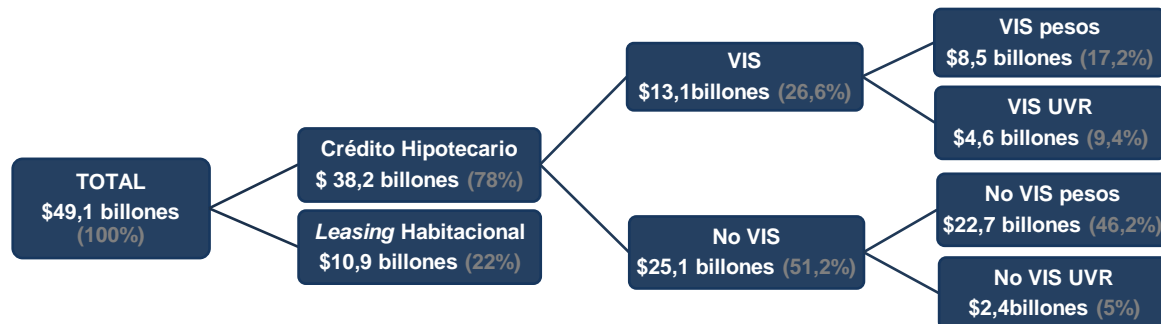 TOTAL
$49,1 billones
(100%)
Crédito Hipotecario
$ 38,2 billones (78%)
Leasing Habitacional
$10,9 billones (22%)
VIS
$13,1billones (26,6%)
No VIS
$25,1 billones (51,2%)
VIS pesos
$8,5 billones (17,2%)
VIS UVR
$4,6 billones (9,4%)
No VIS pesos
$22,7 billones (46,2%)
No VIS UVR
$2,4billones (5%)